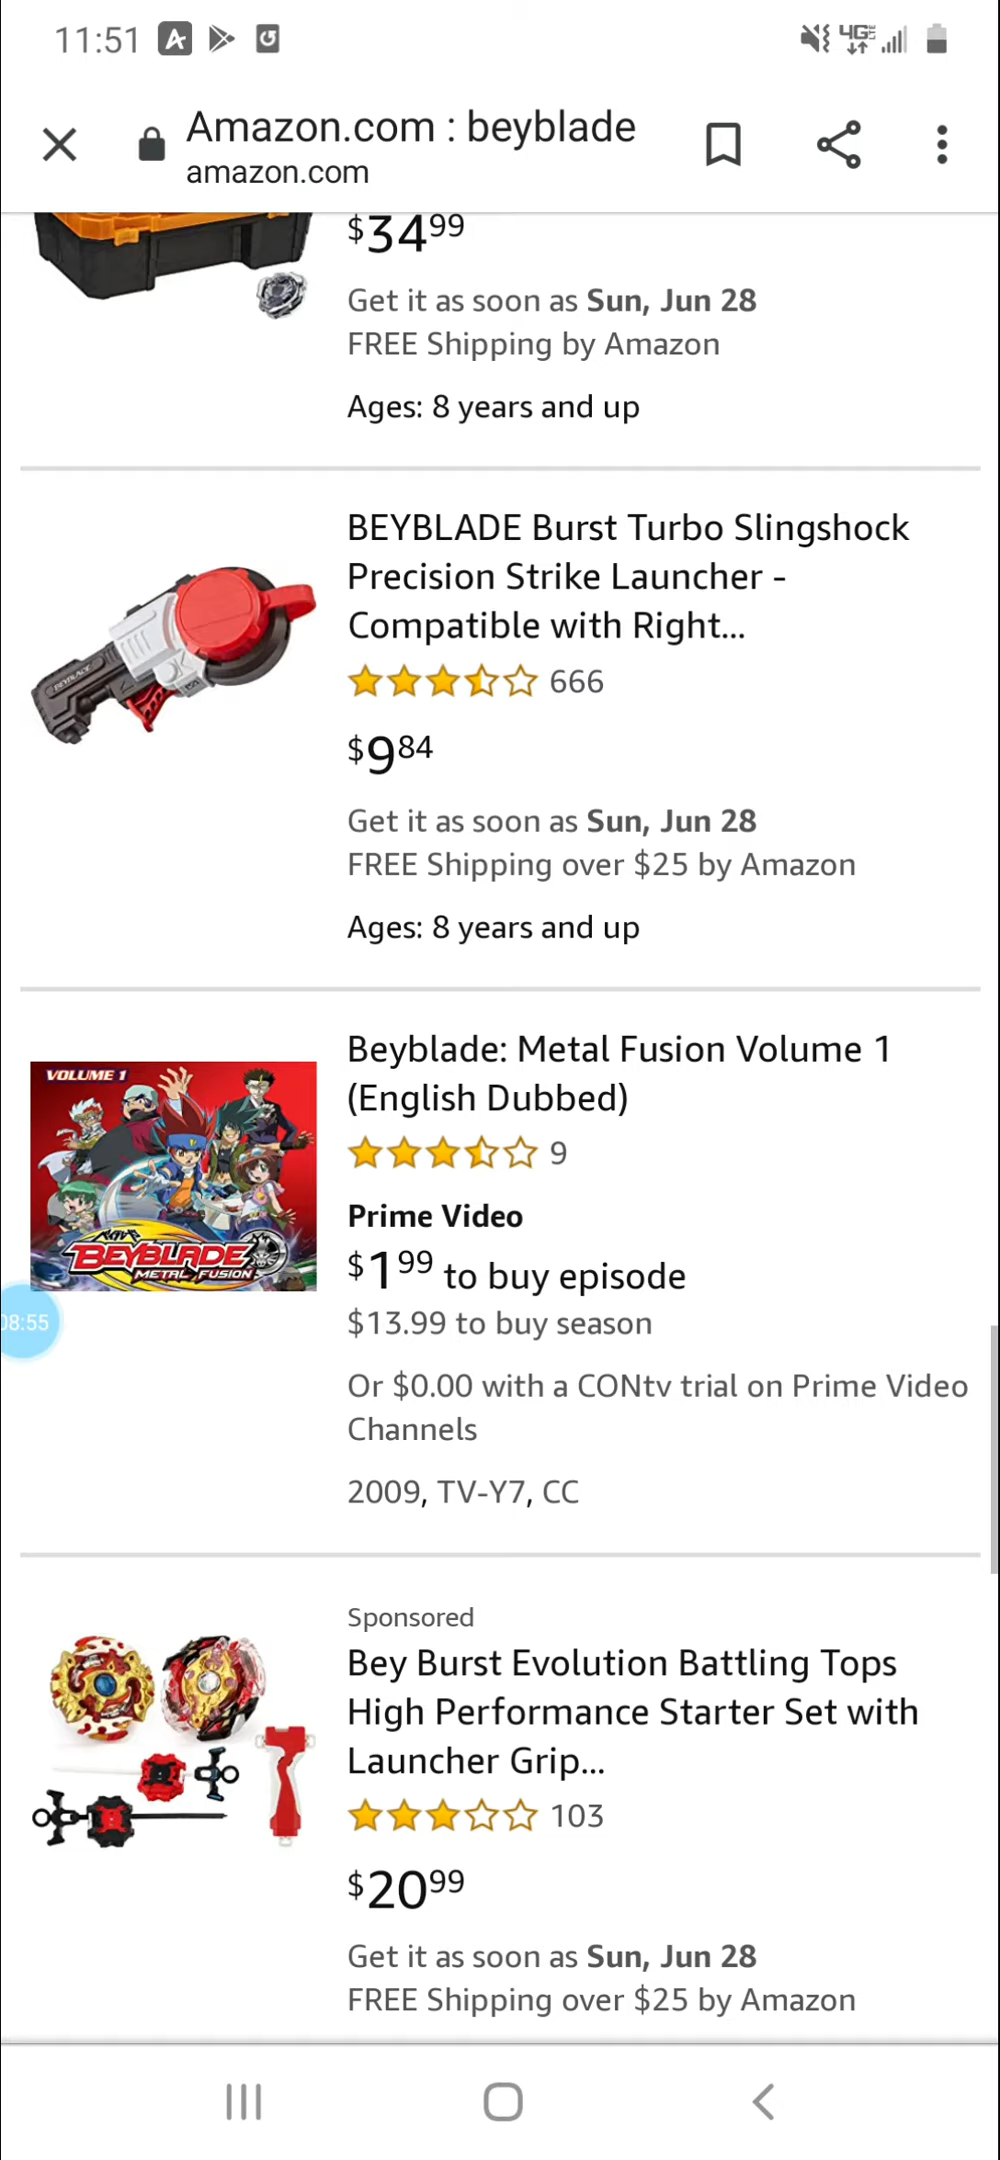 11:51
4GE
Amazon.com : beyblade
amazon.com
$34 99
Get it as soon as Sun, Jun 28
FREE Shipping by Amazon
Ages: 8 years and up
BEYBLADE Burst Turbo Slingshock
Precision Strike Launcher -
Compatible with Right...
666
$9 84
Get it as soon as Sun, Jun 28
FREE Shipping over $25 by Amazon
Ages: 8 years and up
VOLUME 1
BEYBLADE
METAL FUSION
Beyblade: Metal Fusion Volume 1
(English Dubbed)
9
Prime Video
$1 99 to buy episode
$13.99 to buy season
Or $0.00 with a CONtv trial on Prime Video
Channels
2009, TV-Y7, CC
08:55
Sponsored
Bey Burst Evolution Battling Tops
High Performance Starter Set with
Launcher Grip...
103
$20 99
Get it as soon as Sun, Jun 28
FREE Shipping over $25 by Amazon